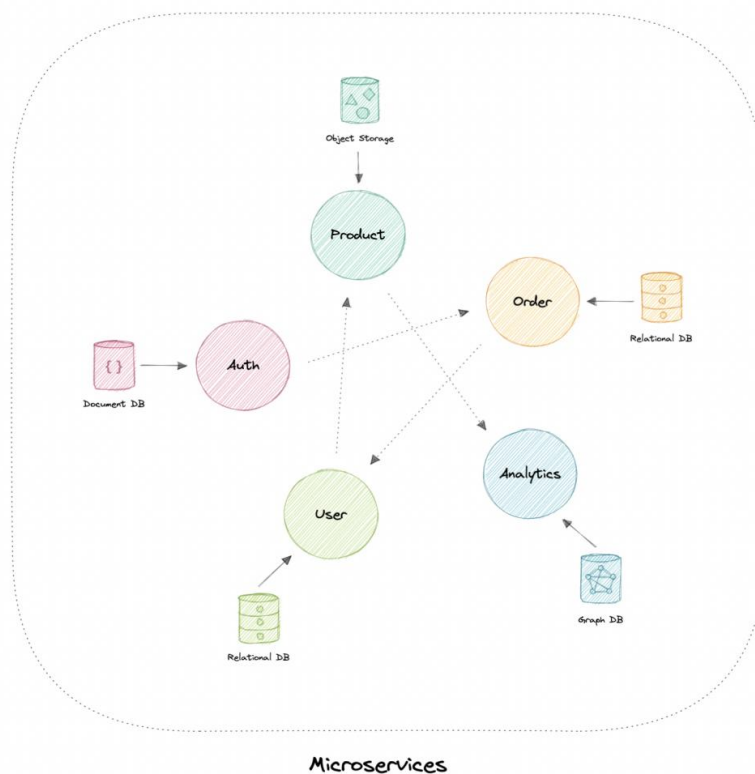 Object Storage
Product
Order
Relational DB
Auth
{ }
Document DB
Analytics
User
Graph DB
Relational DB
Microservices